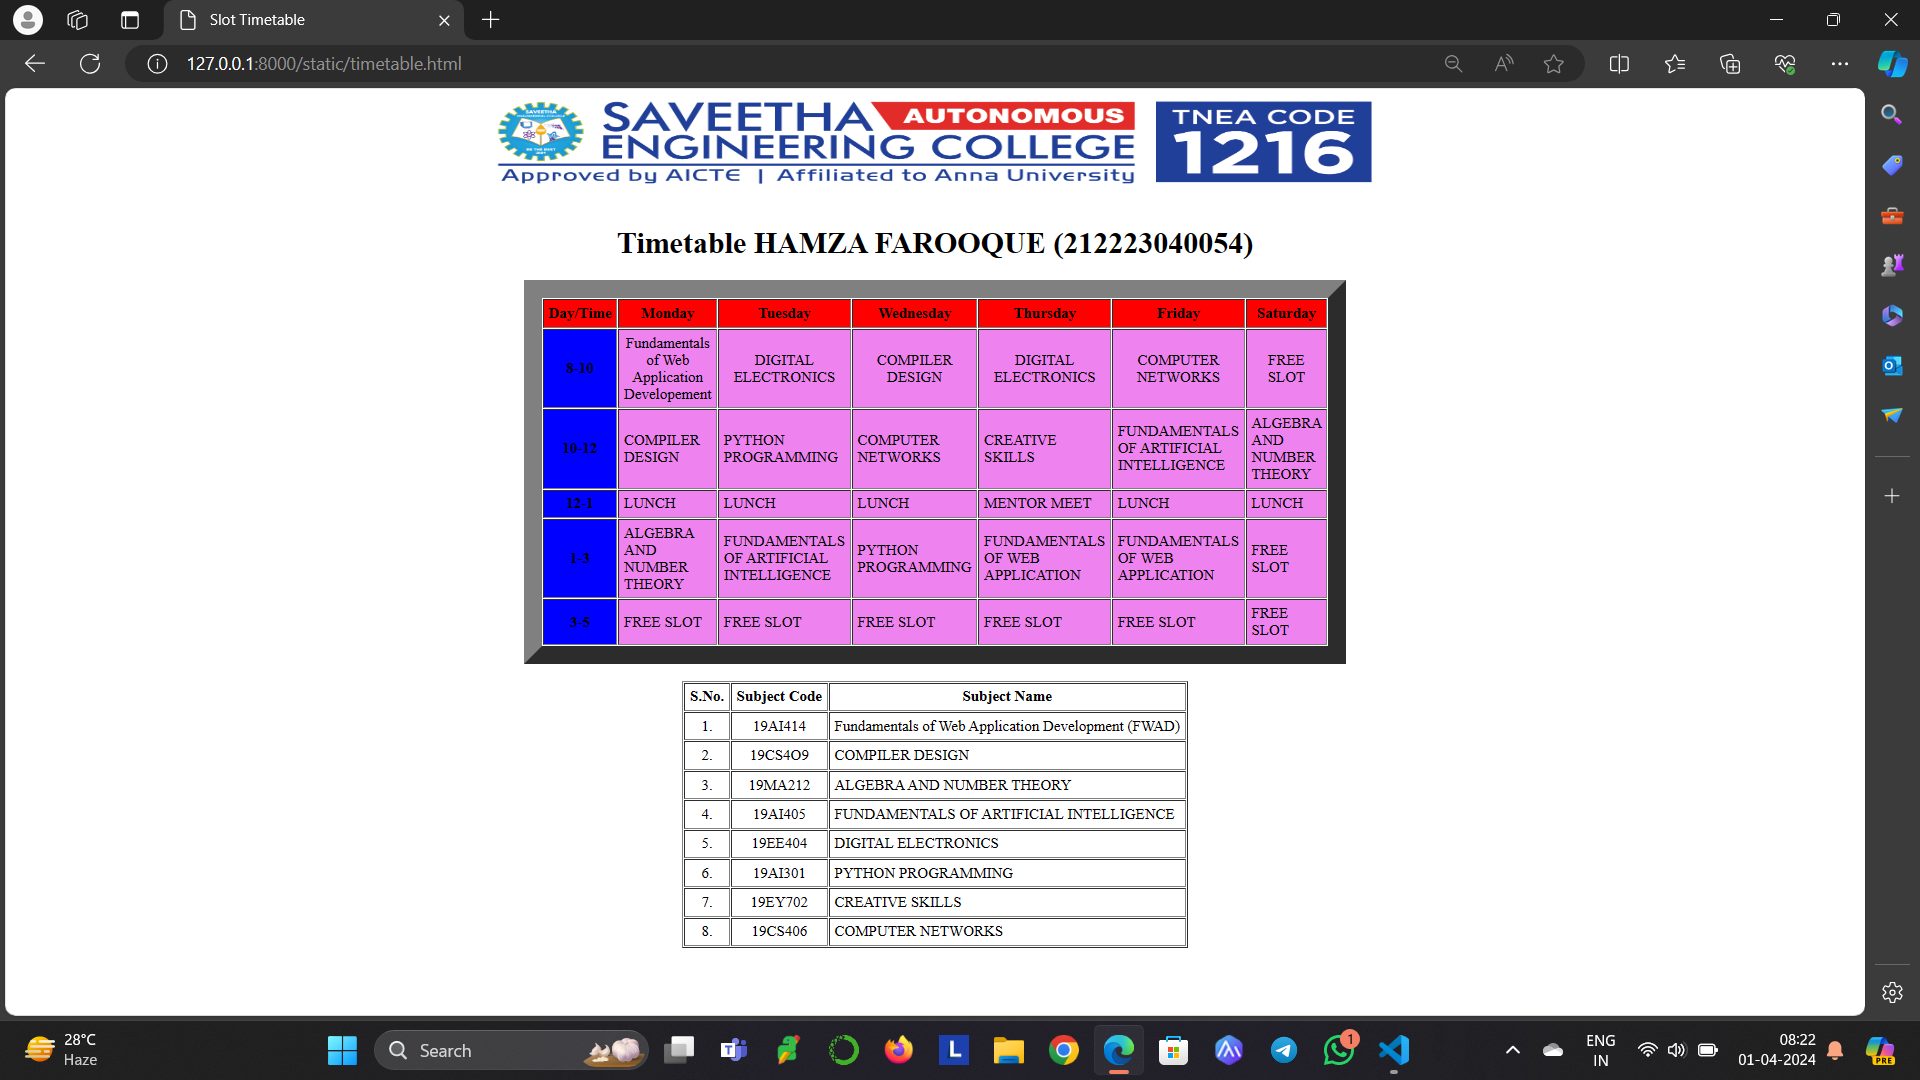 Slot Timetable
127.0.0.1:8000/static/timetable.html
SAVEETHA AUTONOMOUS
ENGINEERING COLLEGE
Approved by AICTE | Affiliated to Anna University
TNEA CODE
1216
Timetable HAMZA FAROOQUE (212223040054)
Day/Time Monday Tuesday Wednesday Thursday Friday Saturday
8-10
Fundamentals
of Web
Application
Developement
DIGITAL
ELECTRONICS
COMPILER
DESIGN
DIGITAL
ELECTRONICS
COMPUTER
NETWORKS
FREE
SLOT
10-12
COMPILER
DESIGN
PYTHON
PROGRAMMING
COMPUTER
NETWORKS
CREATIVE
SKILLS
FUNDAMENTALS
OF ARTIFICIAL
INTELLIGENCE
ALGEBRA
AND
NUMBER
THEORY
12-1 LUNCH LUNCH LUNCH MENTOR MEET LUNCH LUNCH
1-3
ALGEBRA
AND
NUMBER
THEORY
FUNDAMENTALS
OF ARTIFICIAL
INTELLIGENCE
PYTHON
PROGRAMMING
FUNDAMENTALS
OF WEB
APPLICATION
FUNDAMENTALS
OF WEB
APPLICATION
FREE
SLOT
3-5 FREE SLOT FREE SLOT FREE SLOT FREE SLOT FREE SLOT
FREE
SLOT
S.No. Subject Code Subject Name
1. 19AI414 Fundamentals of Web Application Development (FWAD)
2. 19CS4O9 COMPILER DESIGN
3. 19MA212 ALGEBRA AND NUMBER THEORY
4. 19AI405 FUNDAMENTALS OF ARTIFICIAL INTELLIGENCE
5. 19EE404 DIGITAL ELECTRONICS
6. 19AI301 PYTHON PROGRAMMING
7. 19EY702 CREATIVE SKILLS
8. 19CS406 COMPUTER NETWORKS
28°C
Haze
Search
L
1
ENG
IN
08:22
01-04-2024
PRE